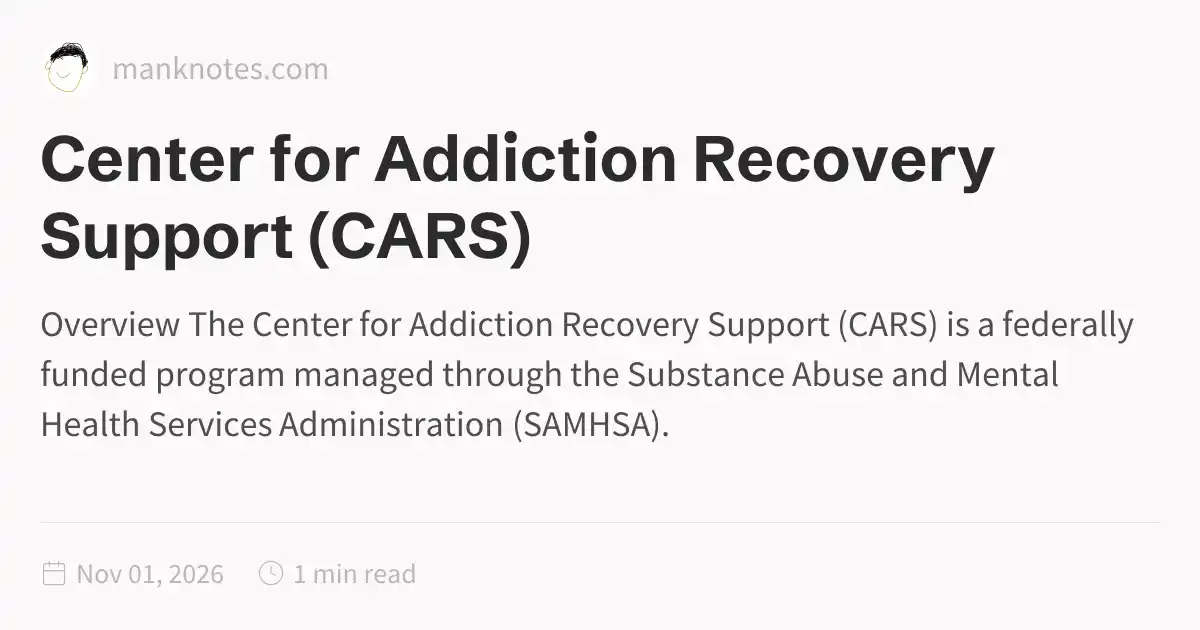 manknotes.com
Center for Addiction Recovery
Support (CARS)
Overview The Center for Addiction Recovery Support (CARS) is a federally
funded program managed through the Substance Abuse and Mental
Health Services Administration (SAMHSA).
Nov 01, 2026 1 min read